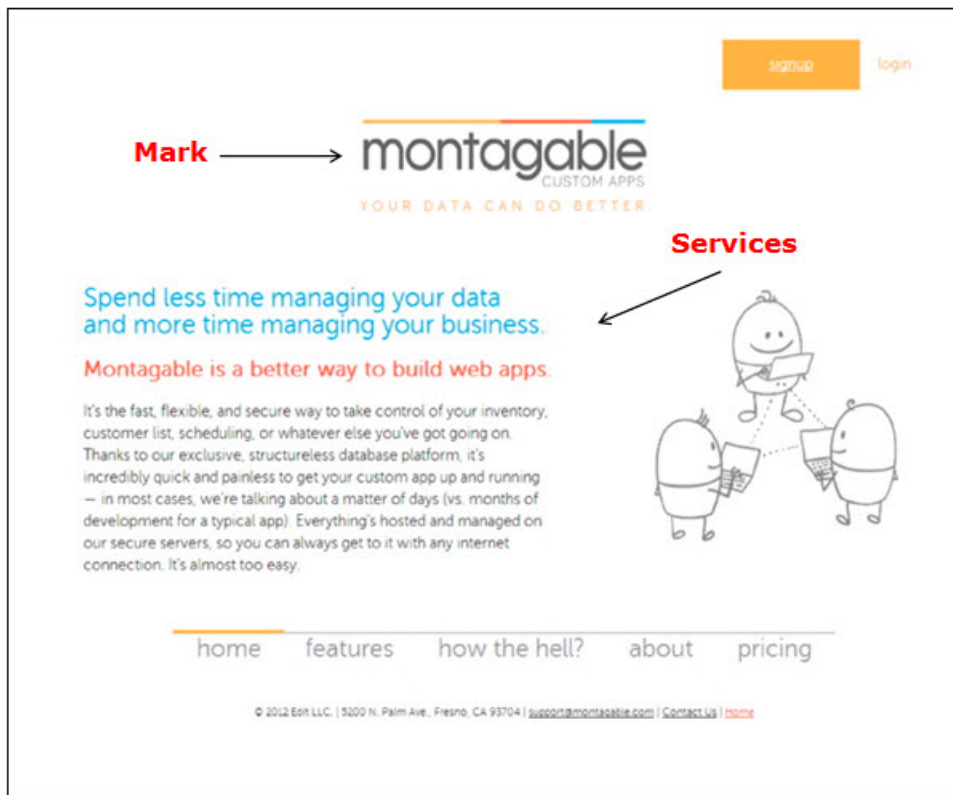 signup login
Mark
montagable
CUSTOM APPS
YOUR DATA CAN DO BETTER
Services
Spend less time managing your data
and more time managing your business.
Montagable is a better way to build web apps.
It's the fast, flexible, and secure way to take control of your inventory,
customer list, scheduling, or whatever else you've got going on.
Thanks to our exclusive, structureless database platform, it's
incredibly quick and painless to get your custom app up and running
— in most cases, we're talking about a matter of days (vs. months of
development for a typical app). Everything's hosted and managed on
our secure servers, so you can always get to it with any internet
connection. It's almost too easy.
home features how the hell? about pricing
© 2012 Edit LLC. | 5200 N. Palm Ave., Fresno, CA 93704 | support@montagable.com | Contact Us | Home